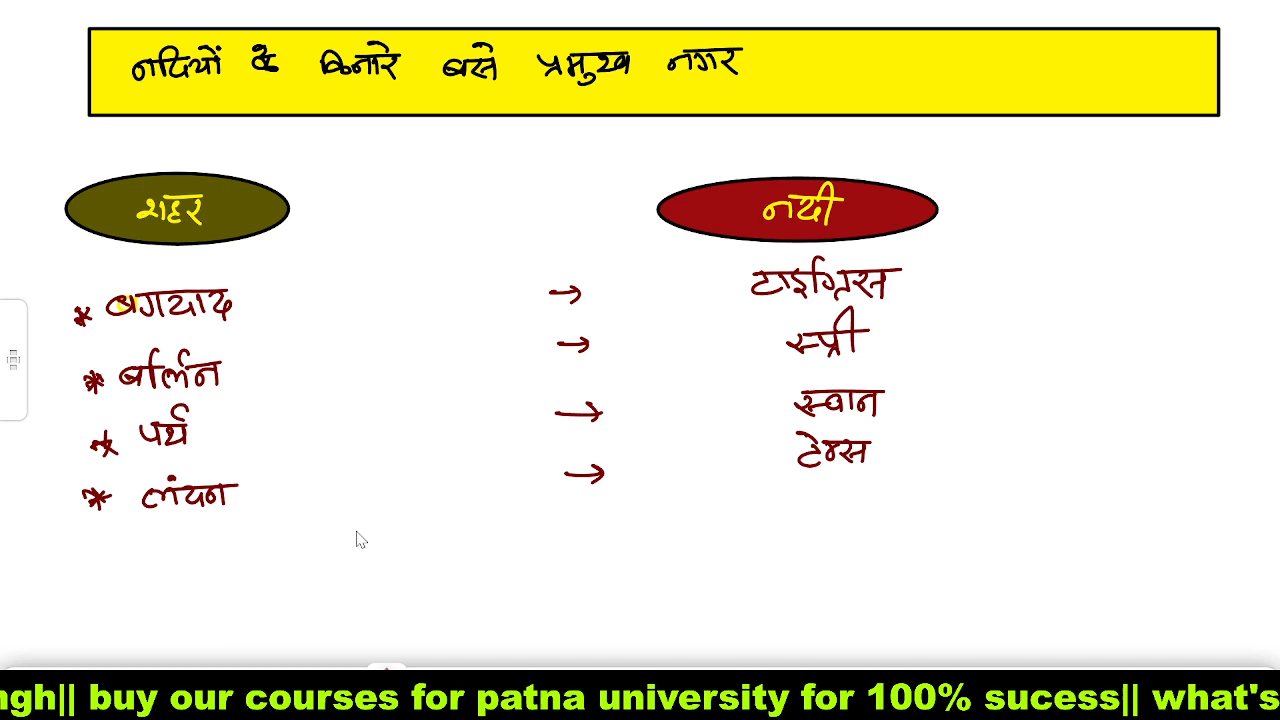 नदियों के किनारे बसे प्रमुख नगर
शहर नदी
* बगदाद → टाइग्रिस
* बर्लिन → स्प्री
* पर्थ → स्वान
* लंदन → टेम्स
ngh|| buy our courses for patna university for 100% sucess|| what's